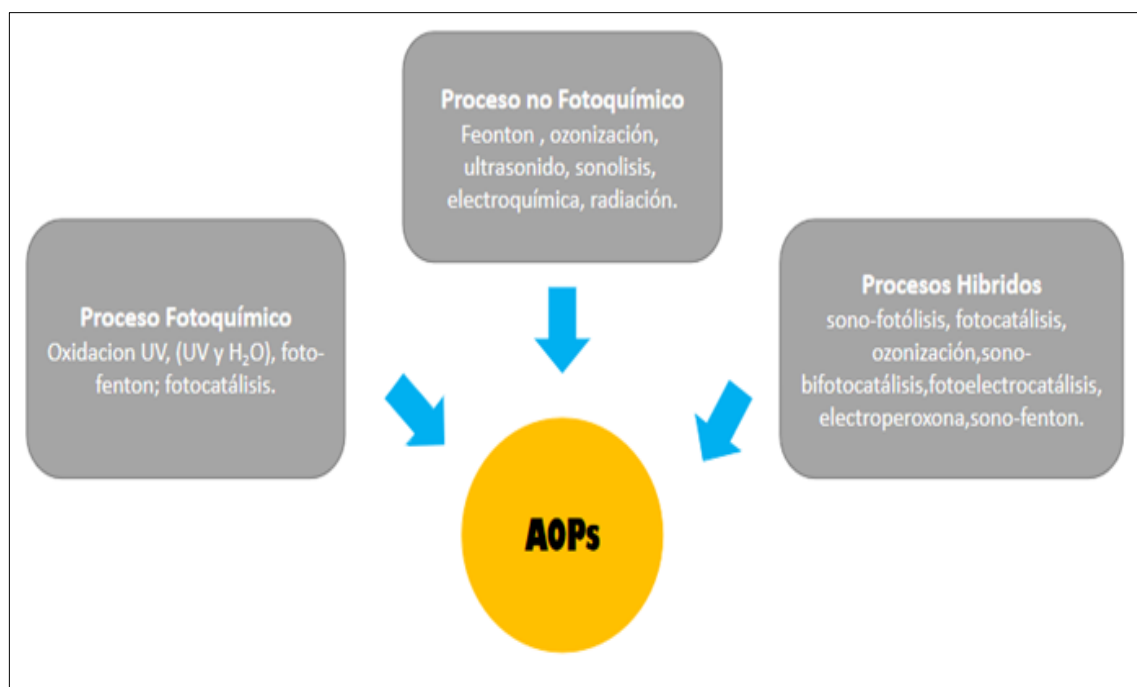 Proceso no Fotoquímico
Feonton , ozonización,
ultrasonido, sonolisis,
electroquímica, radiación.
Proceso Fotoquímico
Oxidacion UV, (UV y H₂O), foto-
fenton; fotocatálisis.
Procesos Hibridos
sono-fotólisis, fotocatálisis,
ozonización,sono-
bifotocatálisis,fotoelectrocatálisis,
electroperoxona,sono-fenton.
AOPs